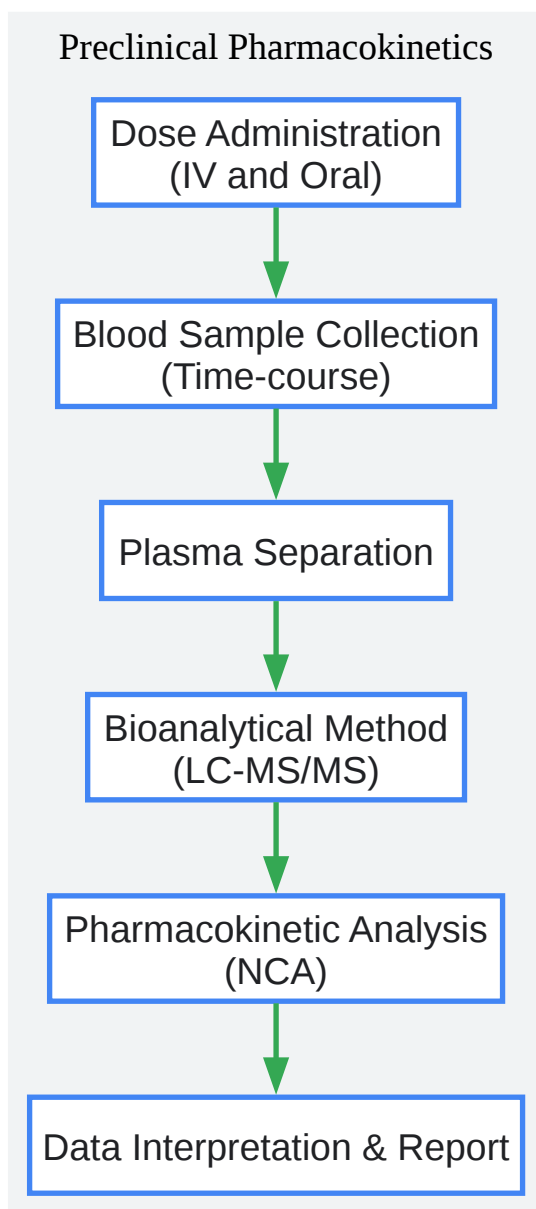 Preclinical Pharmacokinetics
Dose Administration
(IV and Oral)
Blood Sample Collection
(Time-course)
Plasma Separation
Bioanalytical Method
(LC-MS/MS)
Pharmacokinetic Analysis
(NCA)
Data Interpretation & Report